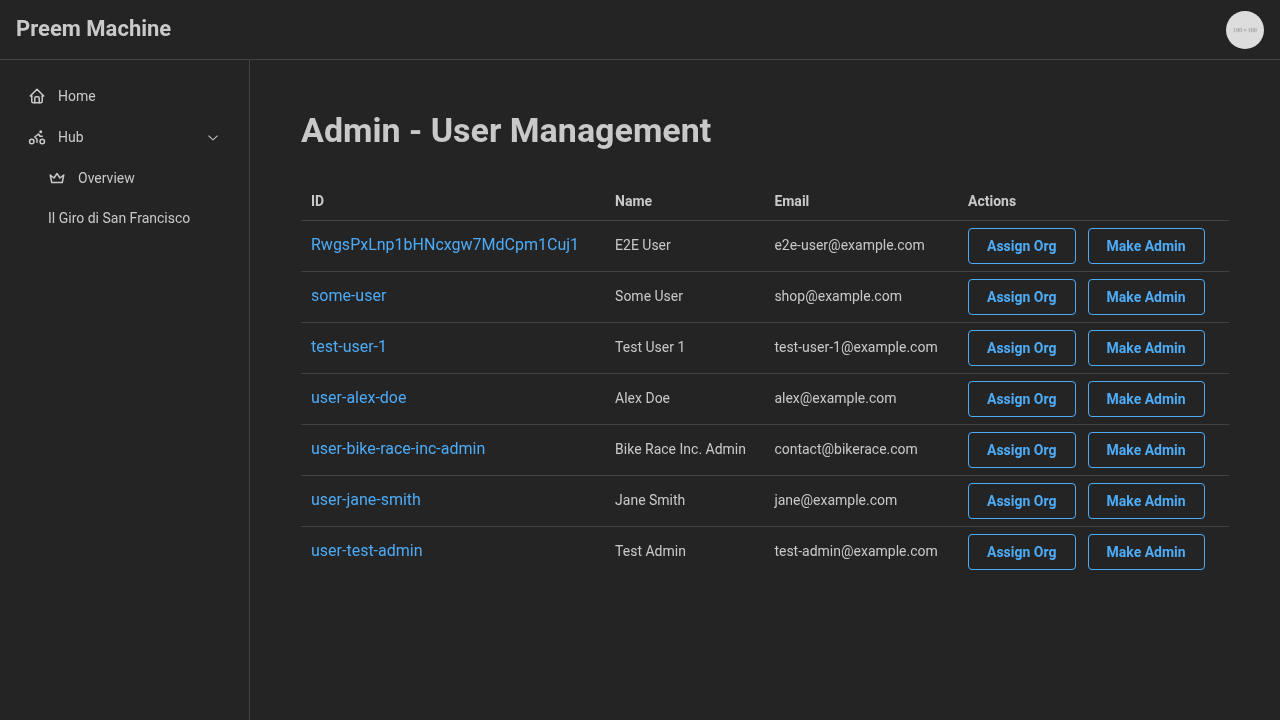 Preem Machine
100 × 100
Home
Hub
Overview
Il Giro di San Francisco
Admin - User Management
ID Name Email Actions
RwgsPxLnp1bHNcxgw7MdCpm1Cuj1 E2E User e2e-user@example.com Assign Org Make Admin
some-user Some User shop@example.com Assign Org Make Admin
test-user-1 Test User 1 test-user-1@example.com Assign Org Make Admin
user-alex-doe Alex Doe alex@example.com Assign Org Make Admin
user-bike-race-inc-admin Bike Race Inc. Admin contact@bikerace.com Assign Org Make Admin
user-jane-smith Jane Smith jane@example.com Assign Org Make Admin
user-test-admin Test Admin test-admin@example.com Assign Org Make Admin